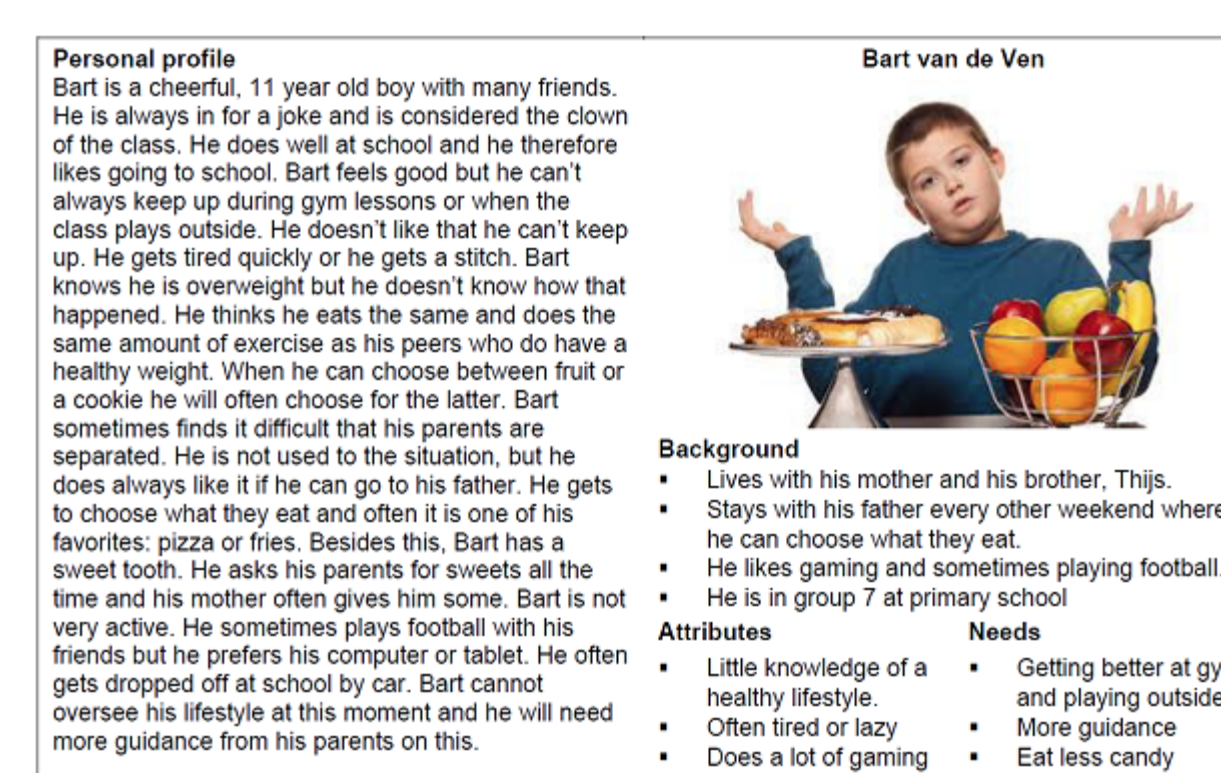 Personal profile
Bart is a cheerful, 11 year old boy with many friends.
He is always in for a joke and is considered the clown
of the class. He does well at school and he therefore
likes going to school. Bart feels good but he can't
always keep up during gym lessons or when the
class plays outside. He doesn't like that he can't keep
up. He gets tired quickly or he gets a stitch. Bart
knows he is overweight but he doesn't know how that
happened. He thinks he eats the same and does the
same amount of exercise as his peers who do have a
healthy weight. When he can choose between fruit or
a cookie he will often choose for the latter. Bart
sometimes finds it difficult that his parents are
separated. He is not used to the situation, but he
does always like it if he can go to his father. He gets
to choose what they eat and often it is one of his
favorites: pizza or fries. Besides this, Bart has a
sweet tooth. He asks his parents for sweets all the
time and his mother often gives him some. Bart is not
very active. He sometimes plays football with his
friends but he prefers his computer or tablet. He often
gets dropped off at school by car. Bart cannot
oversee his lifestyle at this moment and he will need
more guidance from his parents on this.
Bart van de Ven
Background
▪ Lives with his mother and his brother, Thijs.
▪ Stays with his father every other weekend where
he can choose what they eat.
▪ He likes gaming and sometimes playing football.
▪ He is in group 7 at primary school
Attributes
▪ Little knowledge of a
healthy lifestyle.
▪ Often tired or lazy
▪ Does a lot of gaming
Needs
▪ Getting better at gy
and playing outside
▪ More guidance
▪ Eat less candy